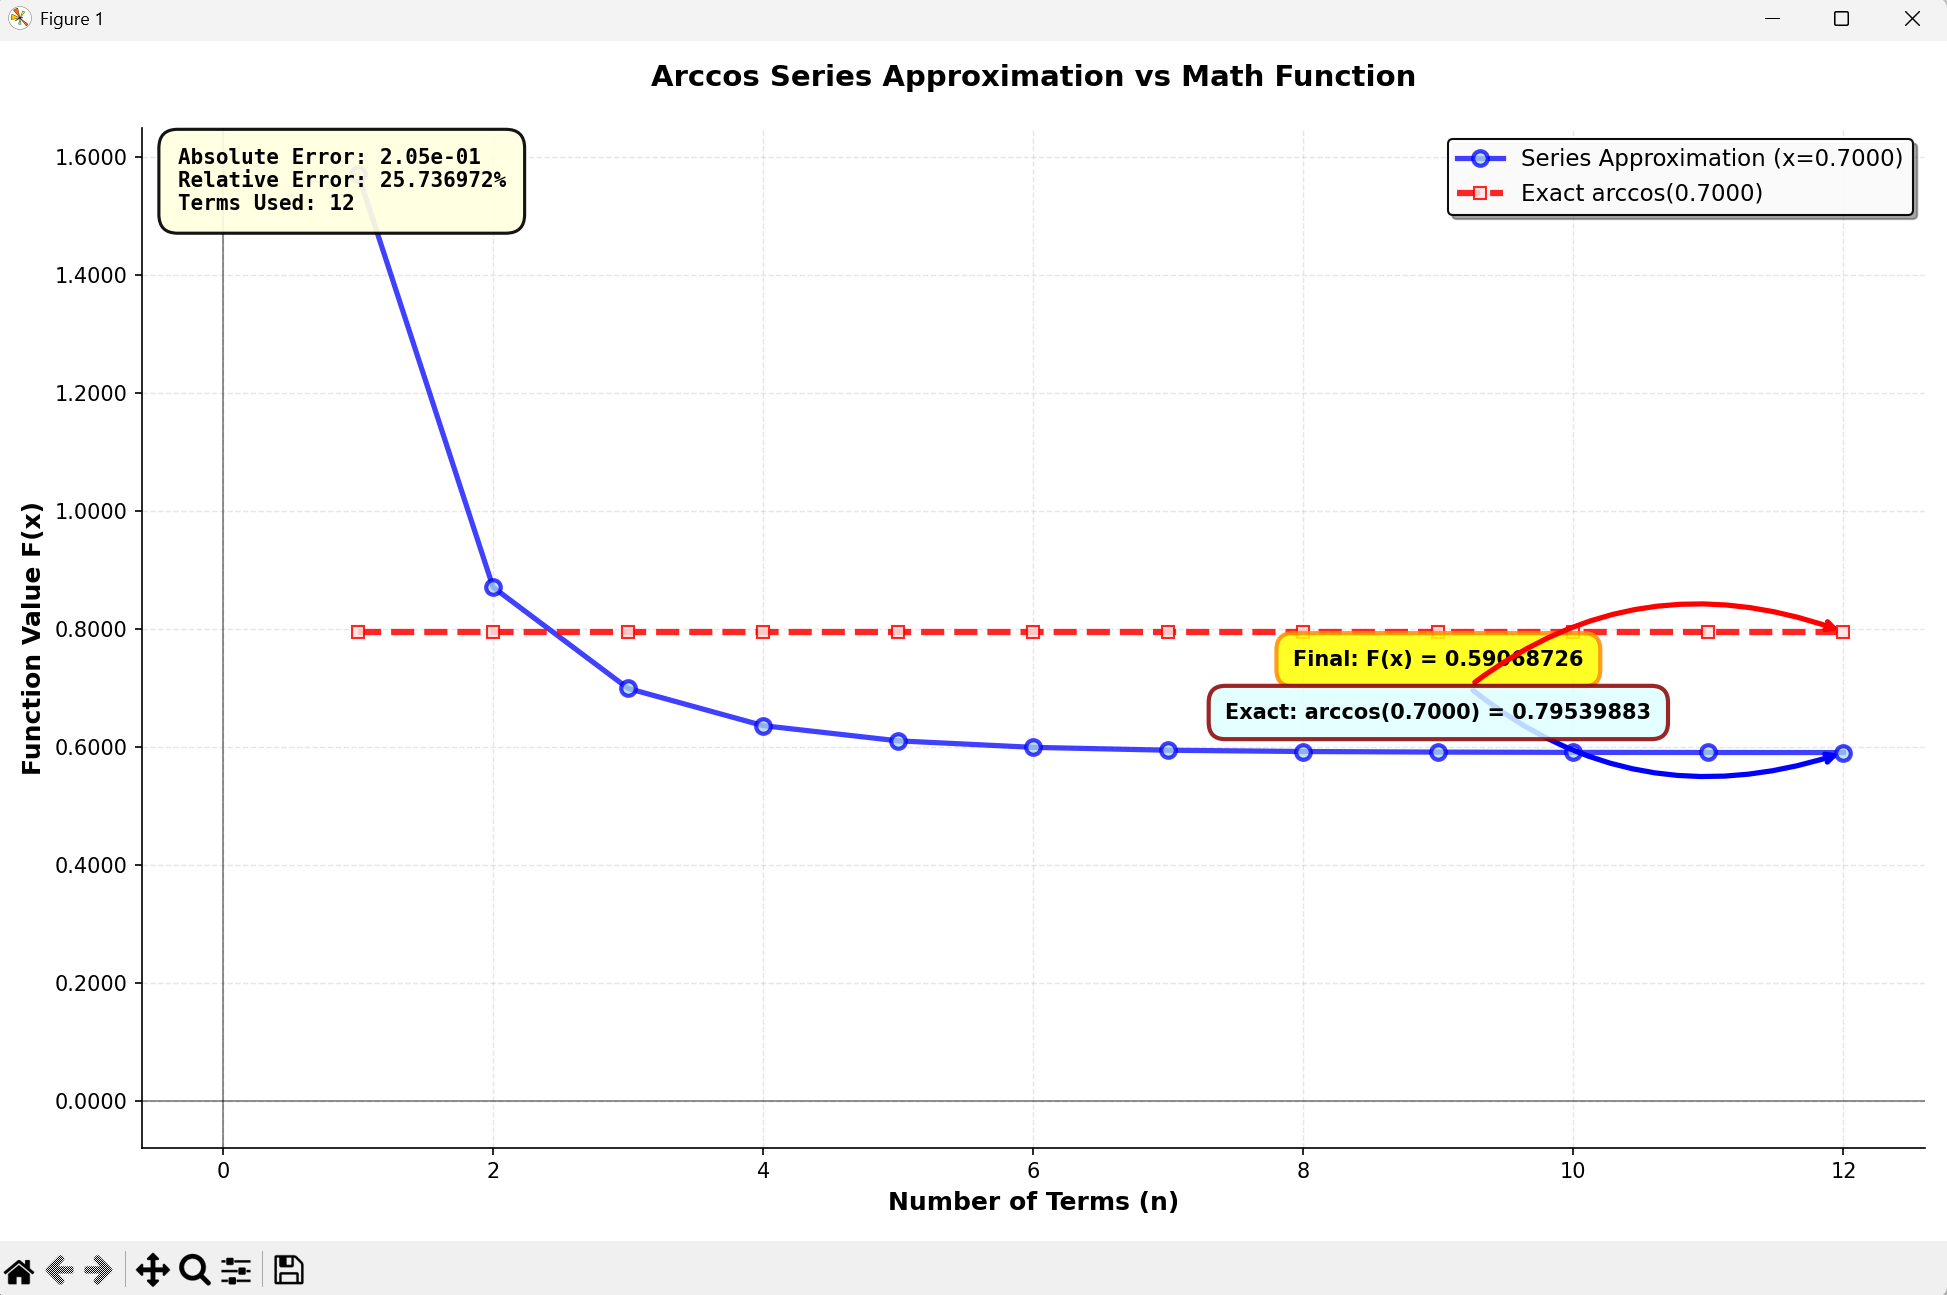 Figure 1
Arccos Series Approximation vs Math Function
Absolute Error: 2.05e-01
Relative Error: 25.736972%
Terms Used: 12
Series Approximation (x=0.7000)
Exact arccos(0.7000)
Function Value F(x)
1.6000
1.4000
1.2000
1.0000
0.8000
0.6000
0.4000
0.2000
0.0000
Final: F(x) = 0.59068726
Exact: arccos(0.7000) = 0.79539883
0
2
4
6
8
10
12
Number of Terms (n)